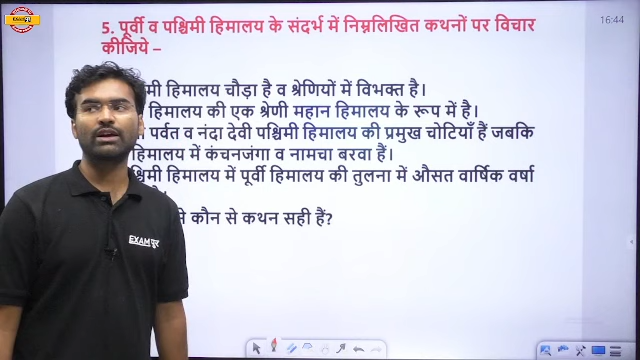 EXAM पुर
16:44
5. पूर्वी व पश्चिमी हिमालय के संदर्भ में निम्नलिखित कथनों पर विचार
कीजिये –
हिमालय चौड़ा है व श्रेणियों में विभक्त है।
हिमालय की एक श्रेणी महान हिमालय के रूप में है।
पर्वत व नंदा देवी पश्चिमी हिमालय की प्रमुख चोटियाँ हैं जबकि
हिमालय में कंचनजंगा व नामचा बरवा हैं।
हिमालय में पूर्वी हिमालय की तुलना में औसत वार्षिक वर्षा
से कौन से कथन सही हैं?
EXAM पुर